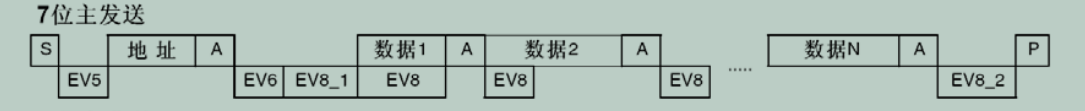 7位主发送
S 地 址 A 数据1 A 数据2 A 数据N A P
EV5 EV6 EV8_1 EV8 EV8 EV8 ..... EV8_2